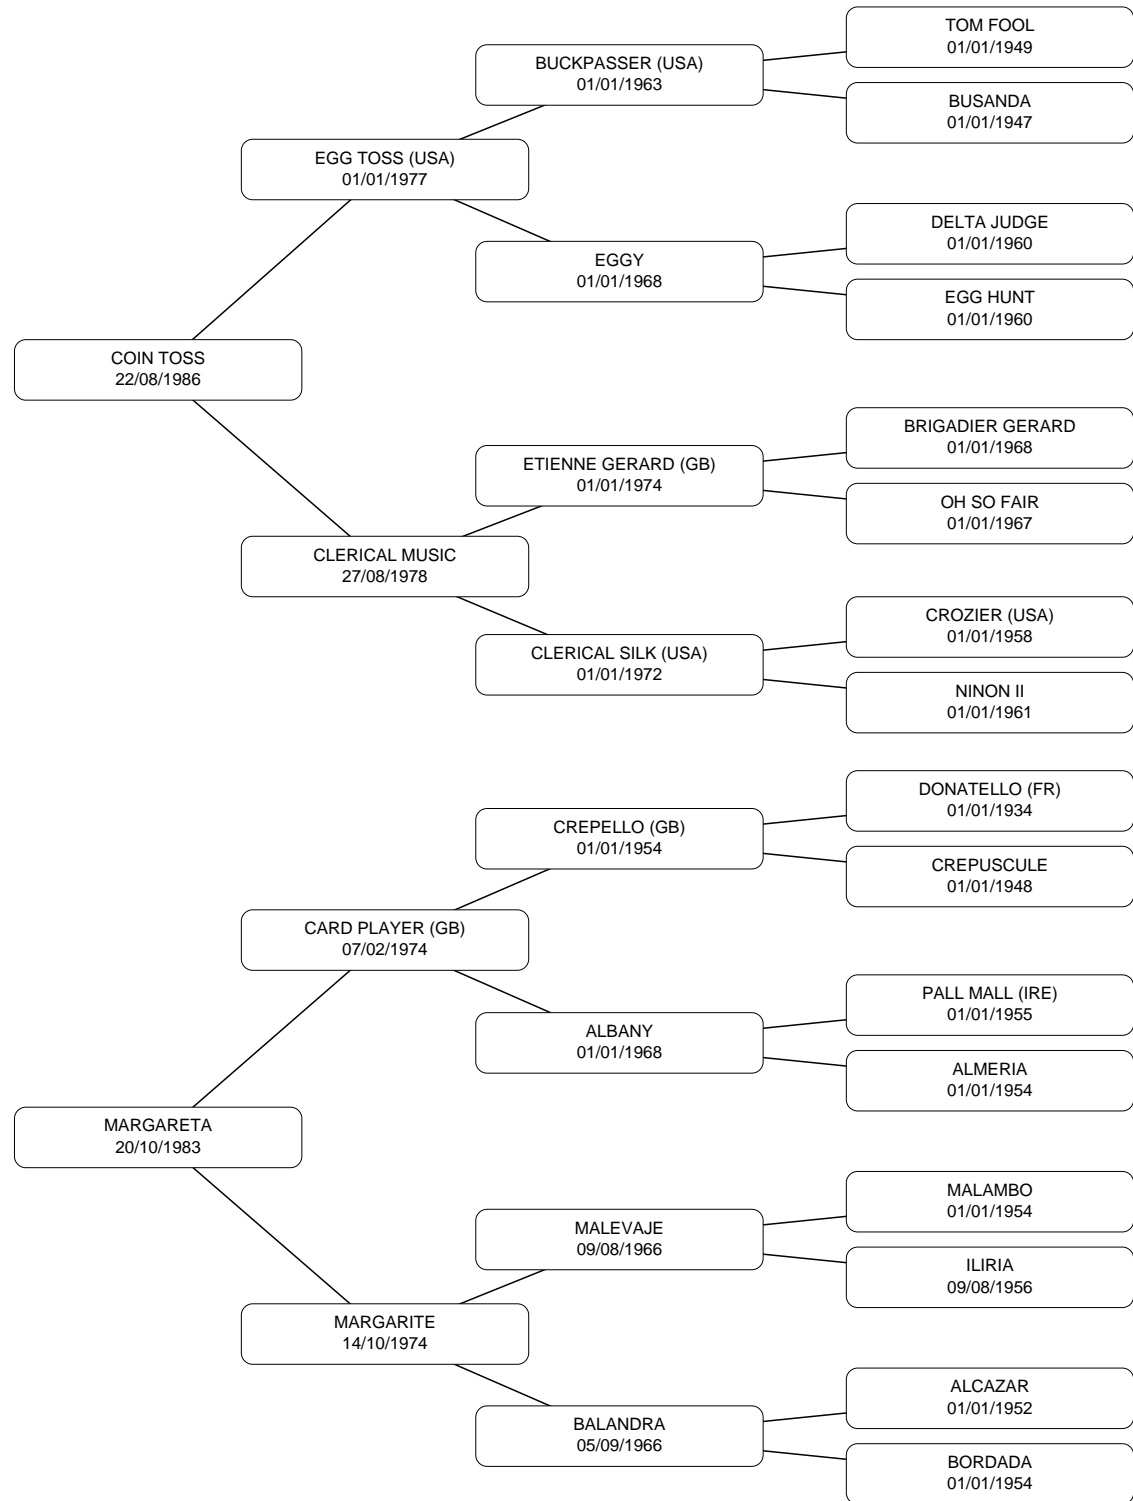 TOM FOOL
01/01/1949
BUCKPASSER (USA)
01/01/1963
BUSANDA
01/01/1947
EGG TOSS (USA)
01/01/1977
DELTA JUDGE
01/01/1960
EGGY
01/01/1968
EGG HUNT
01/01/1960
COIN TOSS
22/08/1986
BRIGADIER GERARD
01/01/1968
ETIENNE GERARD (GB)
01/01/1974
OH SO FAIR
01/01/1967
CLERICAL MUSIC
27/08/1978
CROZIER (USA)
01/01/1958
CLERICAL SILK (USA)
01/01/1972
NINON II
01/01/1961
DONATELLO (FR)
01/01/1934
CREPELLO (GB)
01/01/1954
CREPUSCULE
01/01/1948
CARD PLAYER (GB)
07/02/1974
PALL MALL (IRE)
01/01/1955
ALBANY
01/01/1968
ALMERIA
01/01/1954
MARGARETA
20/10/1983
MALAMBO
01/01/1954
MALEVAJE
09/08/1966
ILIRIA
09/08/1956
MARGARITE
14/10/1974
ALCAZAR
01/01/1952
BALANDRA
05/09/1966
BORDADA
01/01/1954